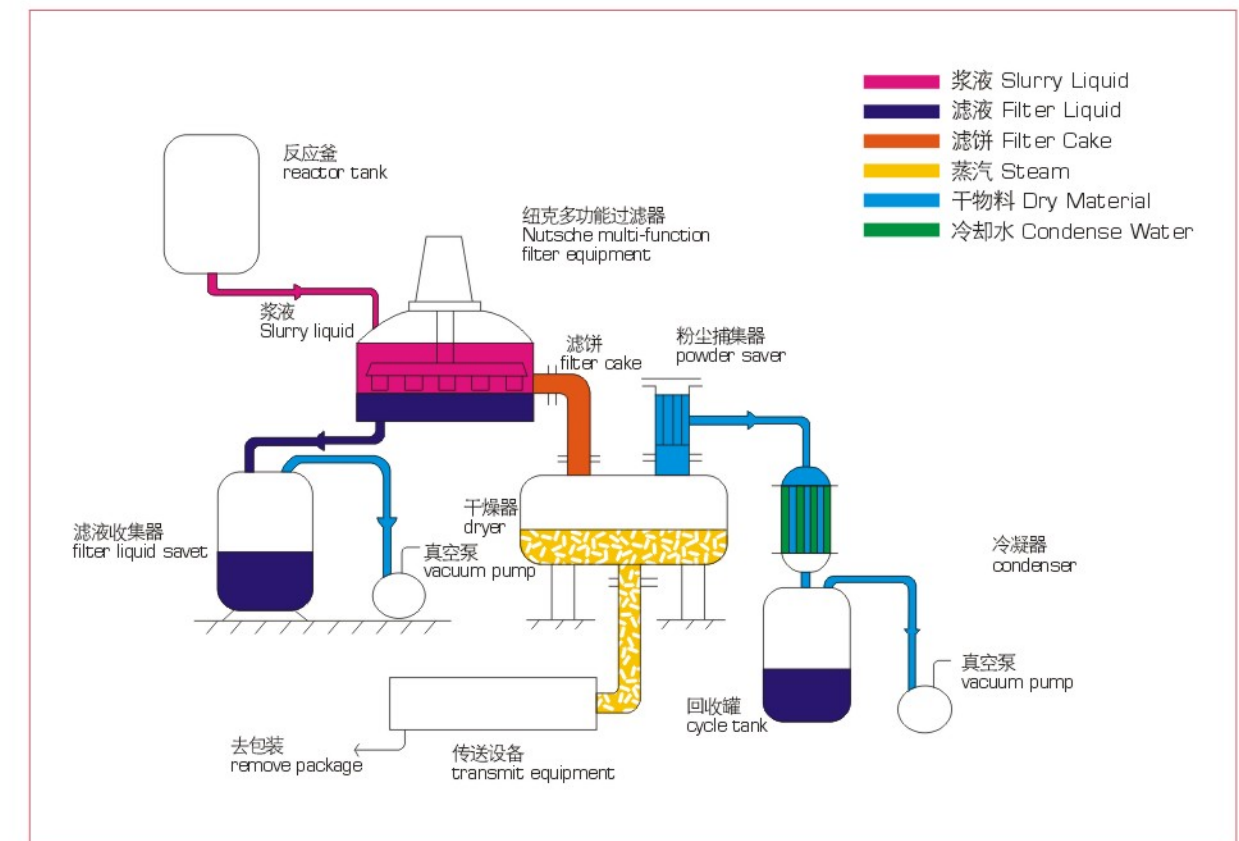 浆液 Slurry Liquid
滤液 Filter Liquid
滤饼 Filter Cake
蒸汽 Steam
干物料 Dry Material
冷却水 Condense Water
反应釜
reactor tank
纽克多功能过滤器
Nutsche multi-function
filter equipment
浆液
Slurry liquid
滤饼
filter cake
粉尘捕集器
powder saver
干燥器
dryer
滤液收集器
filter liquid savet
真空泵
vacuum pump
冷凝器
condenser
真空泵
vacuum pump
回收罐
cycle tank
去包装
remove package
传送设备
transmit equipment